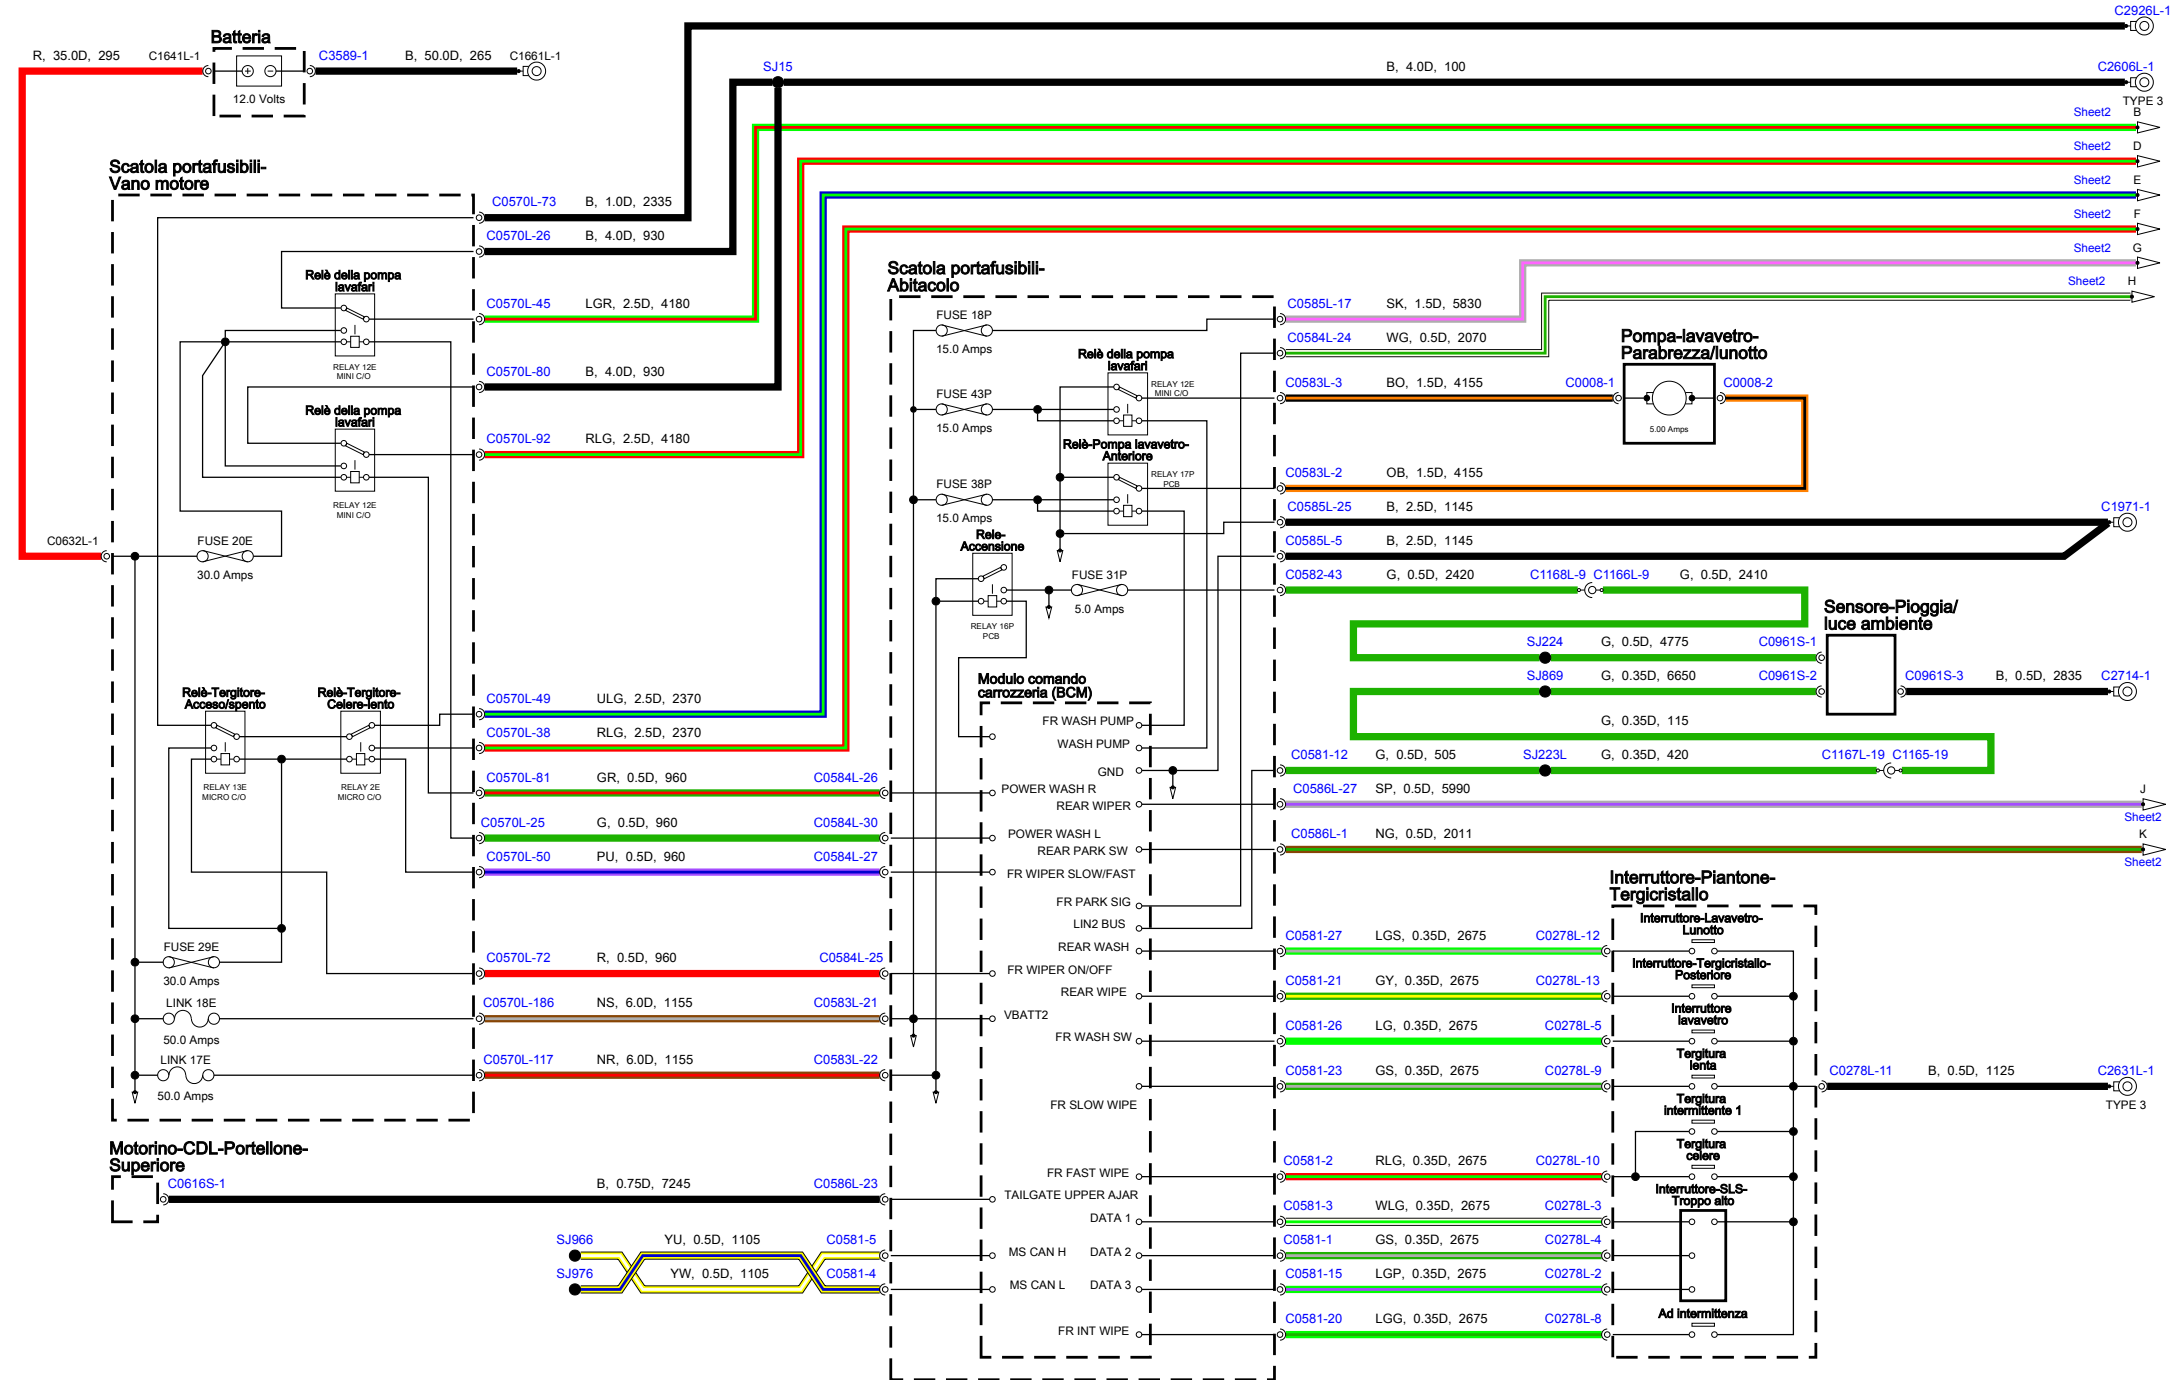 C2926L-1
Batteria
R, 35.0D, 295
C1641L-1
C3589-1
B, 50.0D, 265
C1661L-1
12.0 Volts
SJ15
B, 4.0D, 100
C2606L-1
TYPE 3
Sheet2 B
Sheet2 D
Sheet2 E
Sheet2 F
Sheet2 G
Sheet2 H
Scatola portafusibili-
Vano motore
C0570L-73 B, 1.0D, 2335
C0570L-26 B, 4.0D, 930
Relè della pompa
lavafari
RELAY 12E
MINI C/O
C0570L-45 LGR, 2.5D, 4180
C0570L-80 B, 4.0D, 930
Relè della pompa
lavafari
RELAY 12E
MINI C/O
C0570L-92 RLG, 2.5D, 4180
C0632L-1
FUSE 20E
30.0 Amps
Relè-Tergitore-
Acceso/spento
RELAY 13E
MICRO C/O
Relè-Tergitore-
Celere-lento
RELAY 2E
MICRO C/O
C0570L-49 ULG, 2.5D, 2370
C0570L-38 RLG, 2.5D, 2370
C0570L-81 GR, 0.5D, 960 C0584L-26
C0570L-25 G, 0.5D, 960 C0584L-30
C0570L-50 PU, 0.5D, 960 C0584L-27
FUSE 29E
30.0 Amps
C0570L-72 R, 0.5D, 960 C0584L-25
LINK 18E
50.0 Amps
C0570L-186 NS, 6.0D, 1155 C0583L-21
LINK 17E
50.0 Amps
C0570L-117 NR, 6.0D, 1155 C0583L-22
Motorino-CDL-Portellone-
Superiore
C0616S-1 B, 0.75D, 7245 C0586L-23
SJ966 YU, 0.5D, 1105 C0581-5
SJ976 YW, 0.5D, 1105 C0581-4
Scatola portafusibili-
Abitacolo
FUSE 18P
15.0 Amps
FUSE 43P
15.0 Amps
FUSE 38P
15.0 Amps
Relè della pompa
lavafari
RELAY 12E
MINI C/O
Relè-Pompa lavavetro-
Anteriore
RELAY 17P
PCB
Rele-
Accensione
RELAY 16P
PCB
FUSE 31P
5.0 Amps
Modulo comando
carrozzeria (BCM)
FR WASH PUMP
WASH PUMP
GND
POWER WASH R
REAR WIPER
POWER WASH L
REAR PARK SW
FR WIPER SLOW/FAST
FR PARK SIG
LIN2 BUS
REAR WASH
FR WIPER ON/OFF
REAR WIPE
VBATT2
FR WASH SW
FR SLOW WIPE
FR FAST WIPE
TAILGATE UPPER AJAR
DATA 1
MS CAN H DATA 2
MS CAN L DATA 3
FR INT WIPE
C0585L-17 SK, 1.5D, 5830
C0584L-24 WG, 0.5D, 2070
Pompa-lavavetro-
Parabrezza/lunotto
C0583L-3 BO, 1.5D, 4155 C0008-1 C0008-2
5.00 Amps
C0583L-2 OB, 1.5D, 4155
C0585L-25 B, 2.5D, 1145 C1971-1
C0585L-5 B, 2.5D, 1145
C0582-43 G, 0.5D, 2420 C1168L-9 C1166L-9 G, 0.5D, 2410
Sensore-Pioggia/
luce ambiente
SJ224 G, 0.5D, 4775 C0961S-1
SJ869 G, 0.35D, 6650 C0961S-2 C0961S-3 B, 0.5D, 2835 C2714-1
G, 0.35D, 115
C0581-12 G, 0.5D, 505 SJ223L G, 0.35D, 420 C1167L-19 C1165-19
C0586L-27 SP, 0.5D, 5990 J
Sheet2
C0586L-1 NG, 0.5D, 2011 K
Sheet2
Interruttore-Piantone-
Tergicristallo
Interruttore-Lavavetro-
Lunotto
C0581-27 LGS, 0.35D, 2675 C0278L-12
Interruttore-Tergicristallo-
Posteriore
C0581-21 GY, 0.35D, 2675 C0278L-13
Interruttore
lavavetro
C0581-26 LG, 0.35D, 2675 C0278L-5
Tergitura
lenta
C0581-23 GS, 0.35D, 2675 C0278L-9
C0278L-11 B, 0.5D, 1125 C2631L-1
TYPE 3
Tergitura
intermittente 1
Tergitura
celere
C0581-2 RLG, 0.35D, 2675 C0278L-10
Interruttore-SLS-
Troppo alto
C0581-3 WLG, 0.35D, 2675 C0278L-3
C0581-1 GS, 0.35D, 2675 C0278L-4
C0581-15 LGP, 0.35D, 2675 C0278L-2
Ad intermittenza
C0581-20 LGG, 0.35D, 2675 C0278L-8